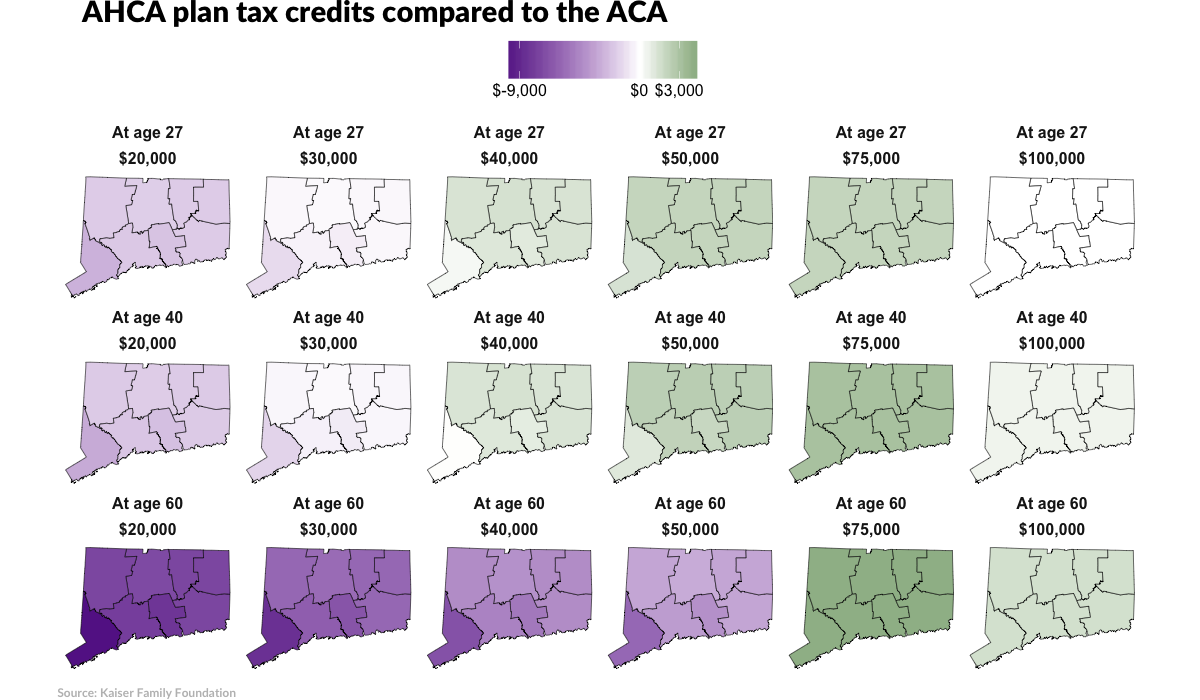 AHCA plan tax credits compared to the ACA
$-9,000 $0 $3,000
At age 27 At age 27 At age 27 At age 27 At age 27 At age 27
$20,000 $30,000 $40,000 $50,000 $75,000 $100,000
At age 40 At age 40 At age 40 At age 40 At age 40 At age 40
$20,000 $30,000 $40,000 $50,000 $75,000 $100,000
At age 60 At age 60 At age 60 At age 60 At age 60 At age 60
$20,000 $30,000 $40,000 $50,000 $75,000 $100,000
Source: Kaiser Family Foundation